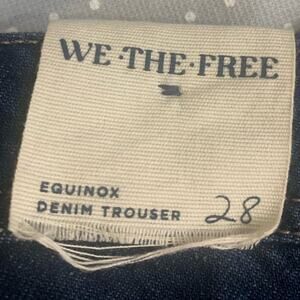 WE·THE·FREE
EQUINOX
DENIM TROUSER 28